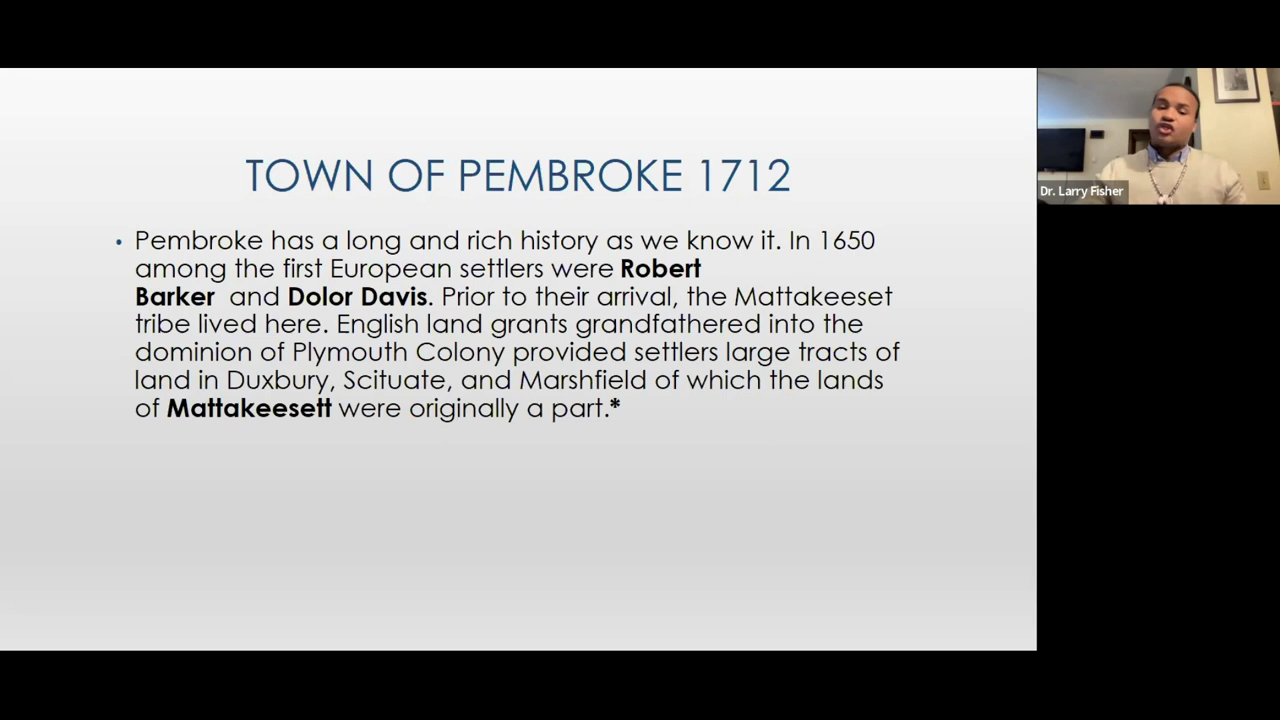 TOWN OF PEMBROKE 1712
• Pembroke has a long and rich history as we know it. In 1650
among the first European settlers were Robert
Barker and Dolor Davis. Prior to their arrival, the Mattakeeset
tribe lived here. English land grants grandfathered into the
dominion of Plymouth Colony provided settlers large tracts of
land in Duxbury, Scituate, and Marshfield of which the lands
of Mattakeesett were originally a part.*
Dr. Larry Fisher